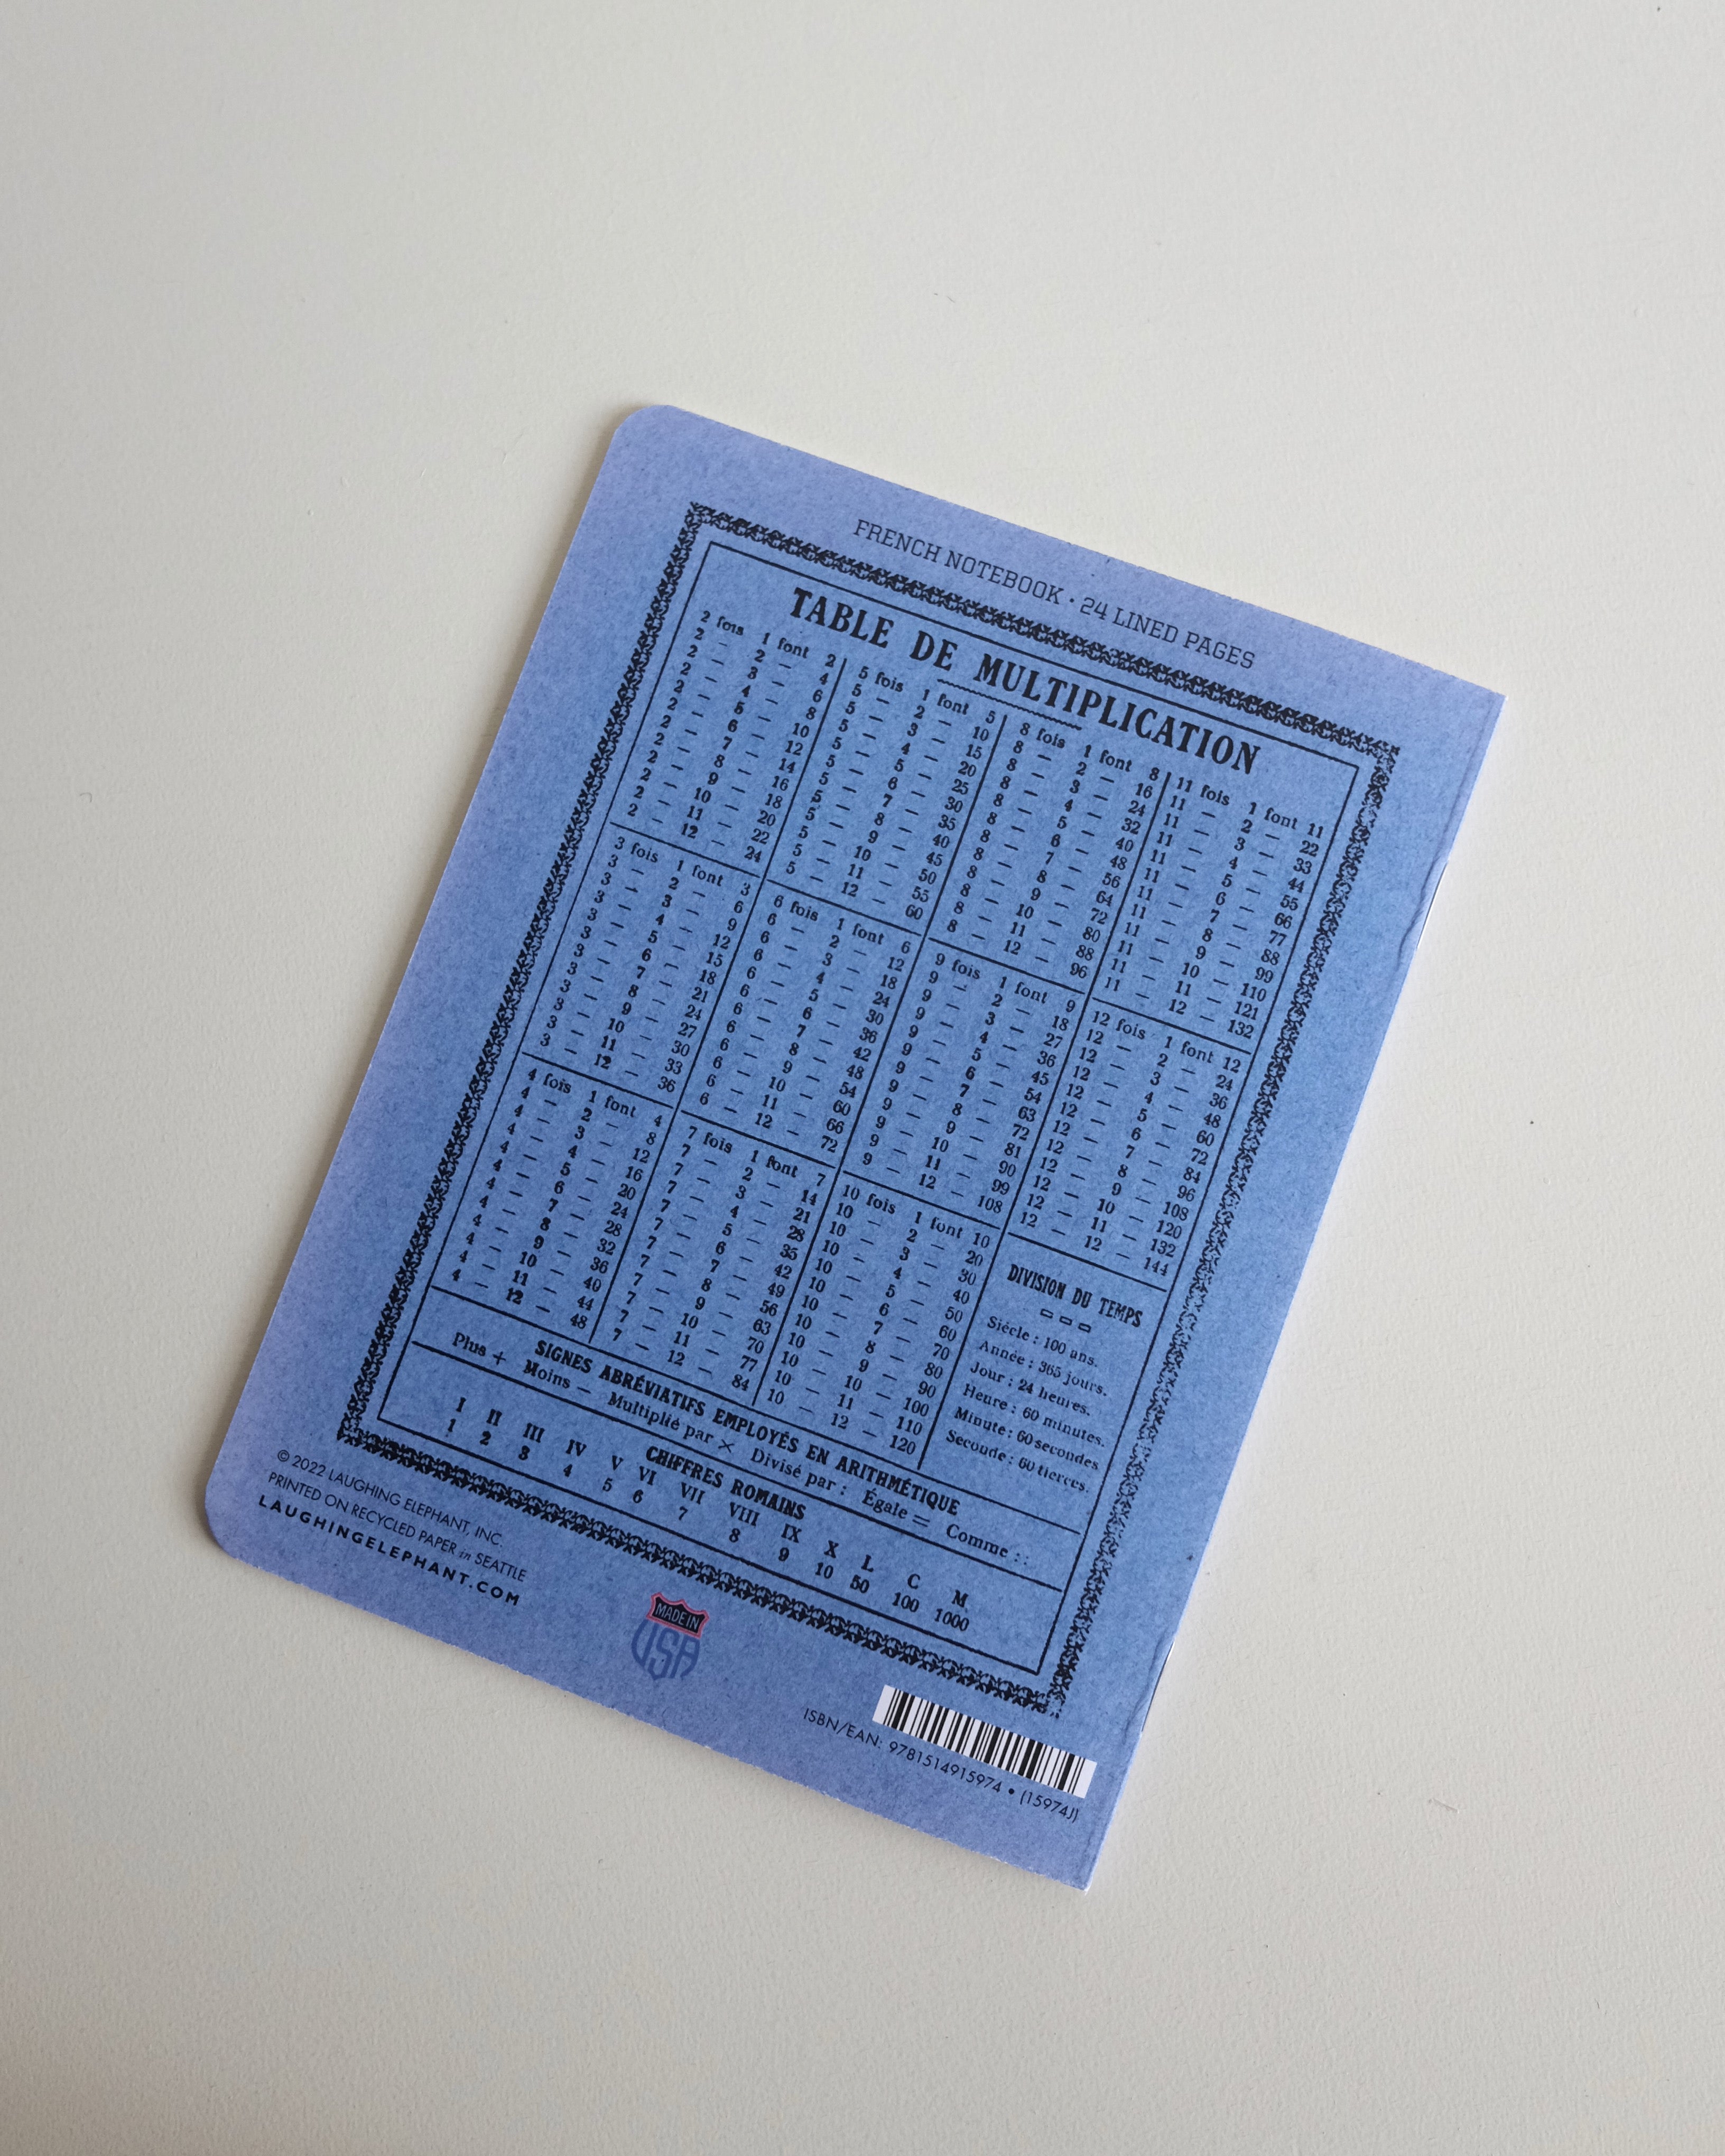 FRENCH NOTEBOOK • 24 LINED PAGES
TABLE DE MULTIPLICATION
2 fois 1 font 2
2 — 2 — 4
2 — 3 — 6
2 — 4 — 8
2 — 5 — 10
2 — 6 — 12
2 — 7 — 14
2 — 8 — 16
2 — 9 — 18
2 — 10 — 20
2 — 11 — 22
2 — 12 — 24
3 fois 1 font 3
3 — 2 — 6
3 — 3 — 9
3 — 4 — 12
3 — 5 — 15
3 — 6 — 18
3 — 7 — 21
3 — 8 — 24
3 — 9 — 27
3 — 10 — 30
3 — 11 — 33
3 — 12 — 36
4 fois 1 font 4
4 — 2 — 8
4 — 3 — 12
4 — 4 — 16
4 — 5 — 20
4 — 6 — 24
4 — 7 — 28
4 — 8 — 32
4 — 9 — 36
4 — 10 — 40
4 — 11 — 44
4 — 12 — 48
5 fois 1 font 5
5 — 2 — 10
5 — 3 — 15
5 — 4 — 20
5 — 5 — 25
5 — 6 — 30
5 — 7 — 35
5 — 8 — 40
5 — 9 — 45
5 — 10 — 50
5 — 11 — 55
5 — 12 — 60
6 fois 1 font 6
6 — 2 — 12
6 — 3 — 18
6 — 4 — 24
6 — 5 — 30
6 — 6 — 36
6 — 7 — 42
6 — 8 — 48
6 — 9 — 54
6 — 10 — 60
6 — 11 — 66
6 — 12 — 72
7 fois 1 font 7
7 — 2 — 14
7 — 3 — 21
7 — 4 — 28
7 — 5 — 35
7 — 6 — 42
7 — 7 — 49
7 — 8 — 56
7 — 9 — 63
7 — 10 — 70
7 — 11 — 77
7 — 12 — 84
8 fois 1 font 8
8 — 2 — 16
8 — 3 — 24
8 — 4 — 32
8 — 5 — 40
8 — 6 — 48
8 — 7 — 56
8 — 8 — 64
8 — 9 — 72
8 — 10 — 80
8 — 11 — 88
8 — 12 — 96
9 fois 1 font 9
9 — 2 — 18
9 — 3 — 27
9 — 4 — 36
9 — 5 — 45
9 — 6 — 54
9 — 7 — 63
9 — 8 — 72
9 — 9 — 81
9 — 10 — 90
9 — 11 — 99
9 — 12 — 108
10 fois 1 font 10
10 — 2 — 20
10 — 3 — 30
10 — 4 — 40
10 — 5 — 50
10 — 6 — 60
10 — 7 — 70
10 — 8 — 80
10 — 9 — 90
10 — 10 — 100
10 — 11 — 110
10 — 12 — 120
11 fois 1 font 11
11 — 2 — 22
11 — 3 — 33
11 — 4 — 44
11 — 5 — 55
11 — 6 — 66
11 — 7 — 77
11 — 8 — 88
11 — 9 — 99
11 — 10 — 110
11 — 11 — 121
11 — 12 — 132
12 fois 1 font 12
12 — 2 — 24
12 — 3 — 36
12 — 4 — 48
12 — 5 — 60
12 — 6 — 72
12 — 7 — 84
12 — 8 — 96
12 — 9 — 108
12 — 10 — 120
12 — 11 — 132
12 — 12 — 144
DIVISION DU TEMPS
Siècle : 100 ans.
Année : 365 jours.
Jour : 24 heures.
Heure : 60 minutes.
Minute : 60 secondes.
Seconde : 60 tierces.
SIGNES ABRÉVIATIFS EMPLOYÉS EN ARITHMÉTIQUE
Plus + Moins — Multiplié par × Divisé par : Égale = Comme : :
CHIFFRES ROMAINS
I II III IV V VI VII VIII IX X L C M
1 2 3 4 5 6 7 8 9 10 50 100 1000
© 2022 LAUGHING ELEPHANT, INC.
PRINTED ON RECYCLED PAPER in SEATTLE
LAUGHINGELEPHANT.COM
MADE IN
USA
ISBN/EAN: 9781514915974 • (15974J)